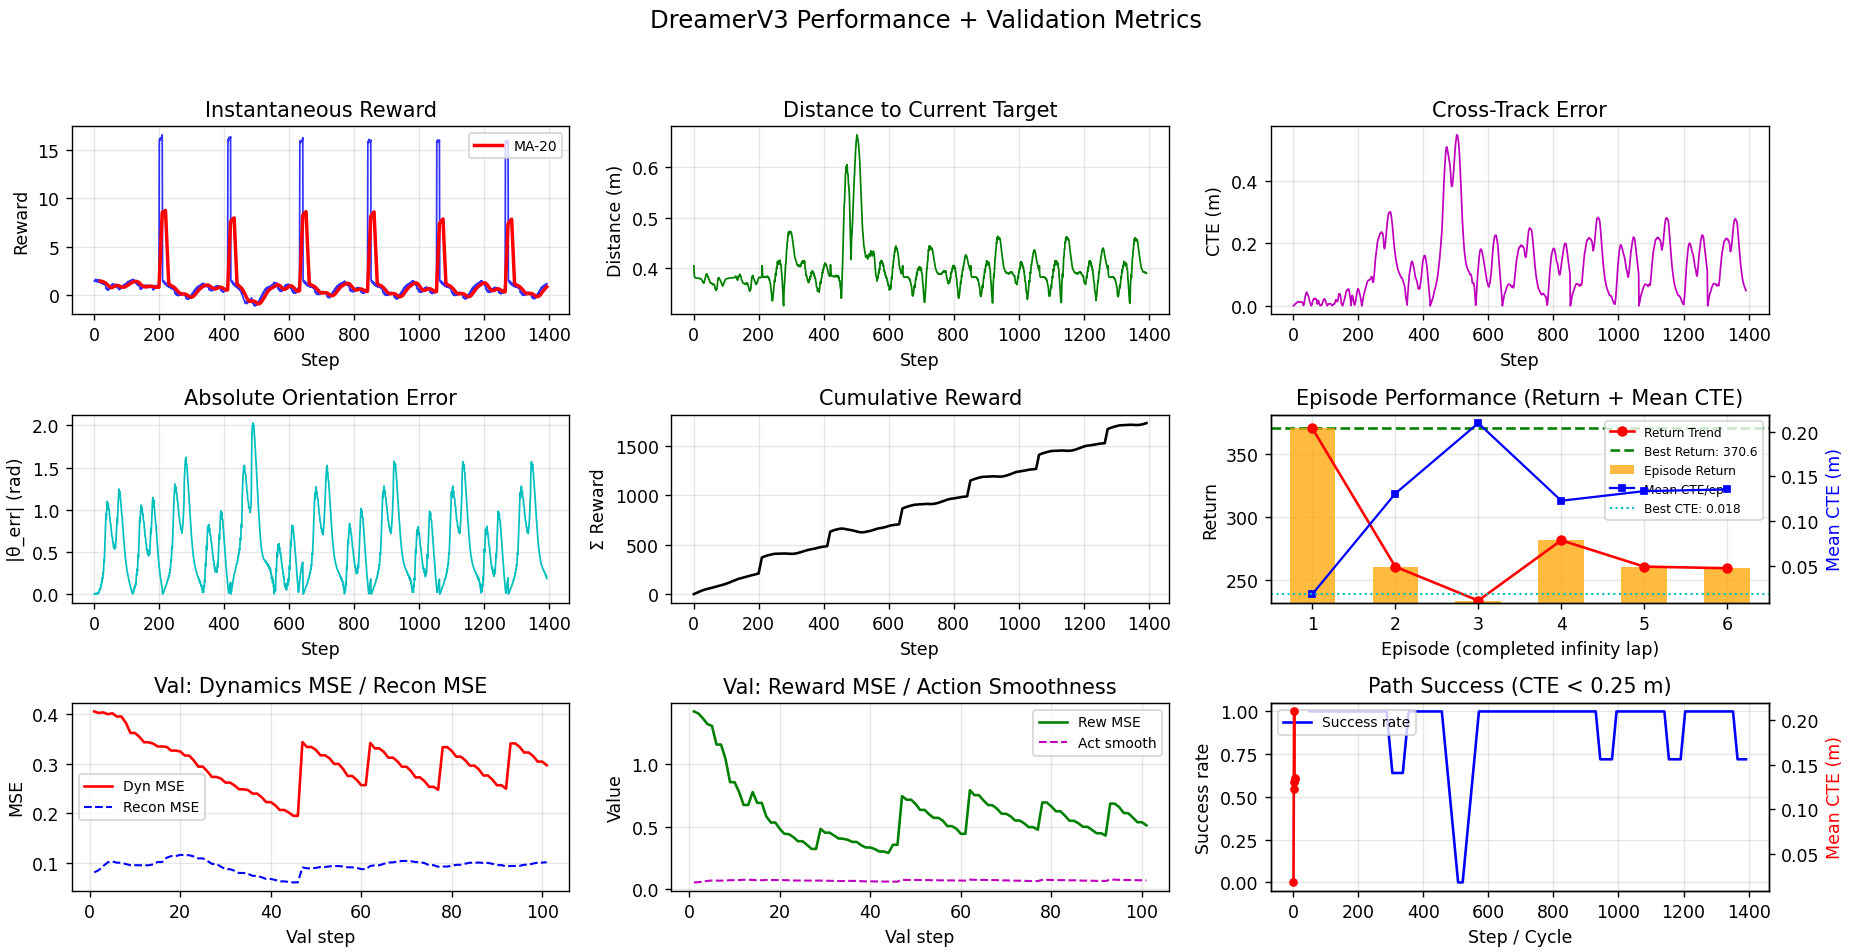 DreamerV3 Performance + Validation Metrics
Instantaneous Reward
Reward
15
10
5
0
MA-20
0 200 400 600 800 1000 1200 1400
Step
Distance to Current Target
Distance (m)
0.6
0.5
0.4
0 200 400 600 800 1000 1200 1400
Step
Cross-Track Error
CTE (m)
0.4
0.2
0.0
0 200 400 600 800 1000 1200 1400
Step
Absolute Orientation Error
|θ_err| (rad)
2.0
1.5
1.0
0.5
0.0
0 200 400 600 800 1000 1200 1400
Step
Cumulative Reward
Σ Reward
1500
1000
500
0
0 200 400 600 800 1000 1200 1400
Step
Episode Performance (Return + Mean CTE)
Return
350
300
250
Return Trend
Best Return: 370.6
Episode Return
Mean CTE/ep
Best CTE: 0.018
0.20
0.15
0.10
0.05
Mean CTE (m)
1 2 3 4 5 6
Episode (completed infinity lap)
Val: Dynamics MSE / Recon MSE
MSE
0.4
0.3
0.2
0.1
Dyn MSE
Recon MSE
0 20 40 60 80 100
Val step
Val: Reward MSE / Action Smoothness
Value
1.0
0.5
0.0
Rew MSE
Act smooth
0 20 40 60 80 100
Val step
Path Success (CTE < 0.25 m)
Success rate
1.00
0.75
0.50
0.25
0.00
Success rate
0.20
0.15
0.10
0.05
Mean CTE (m)
0 200 400 600 800 1000 1200 1400
Step / Cycle